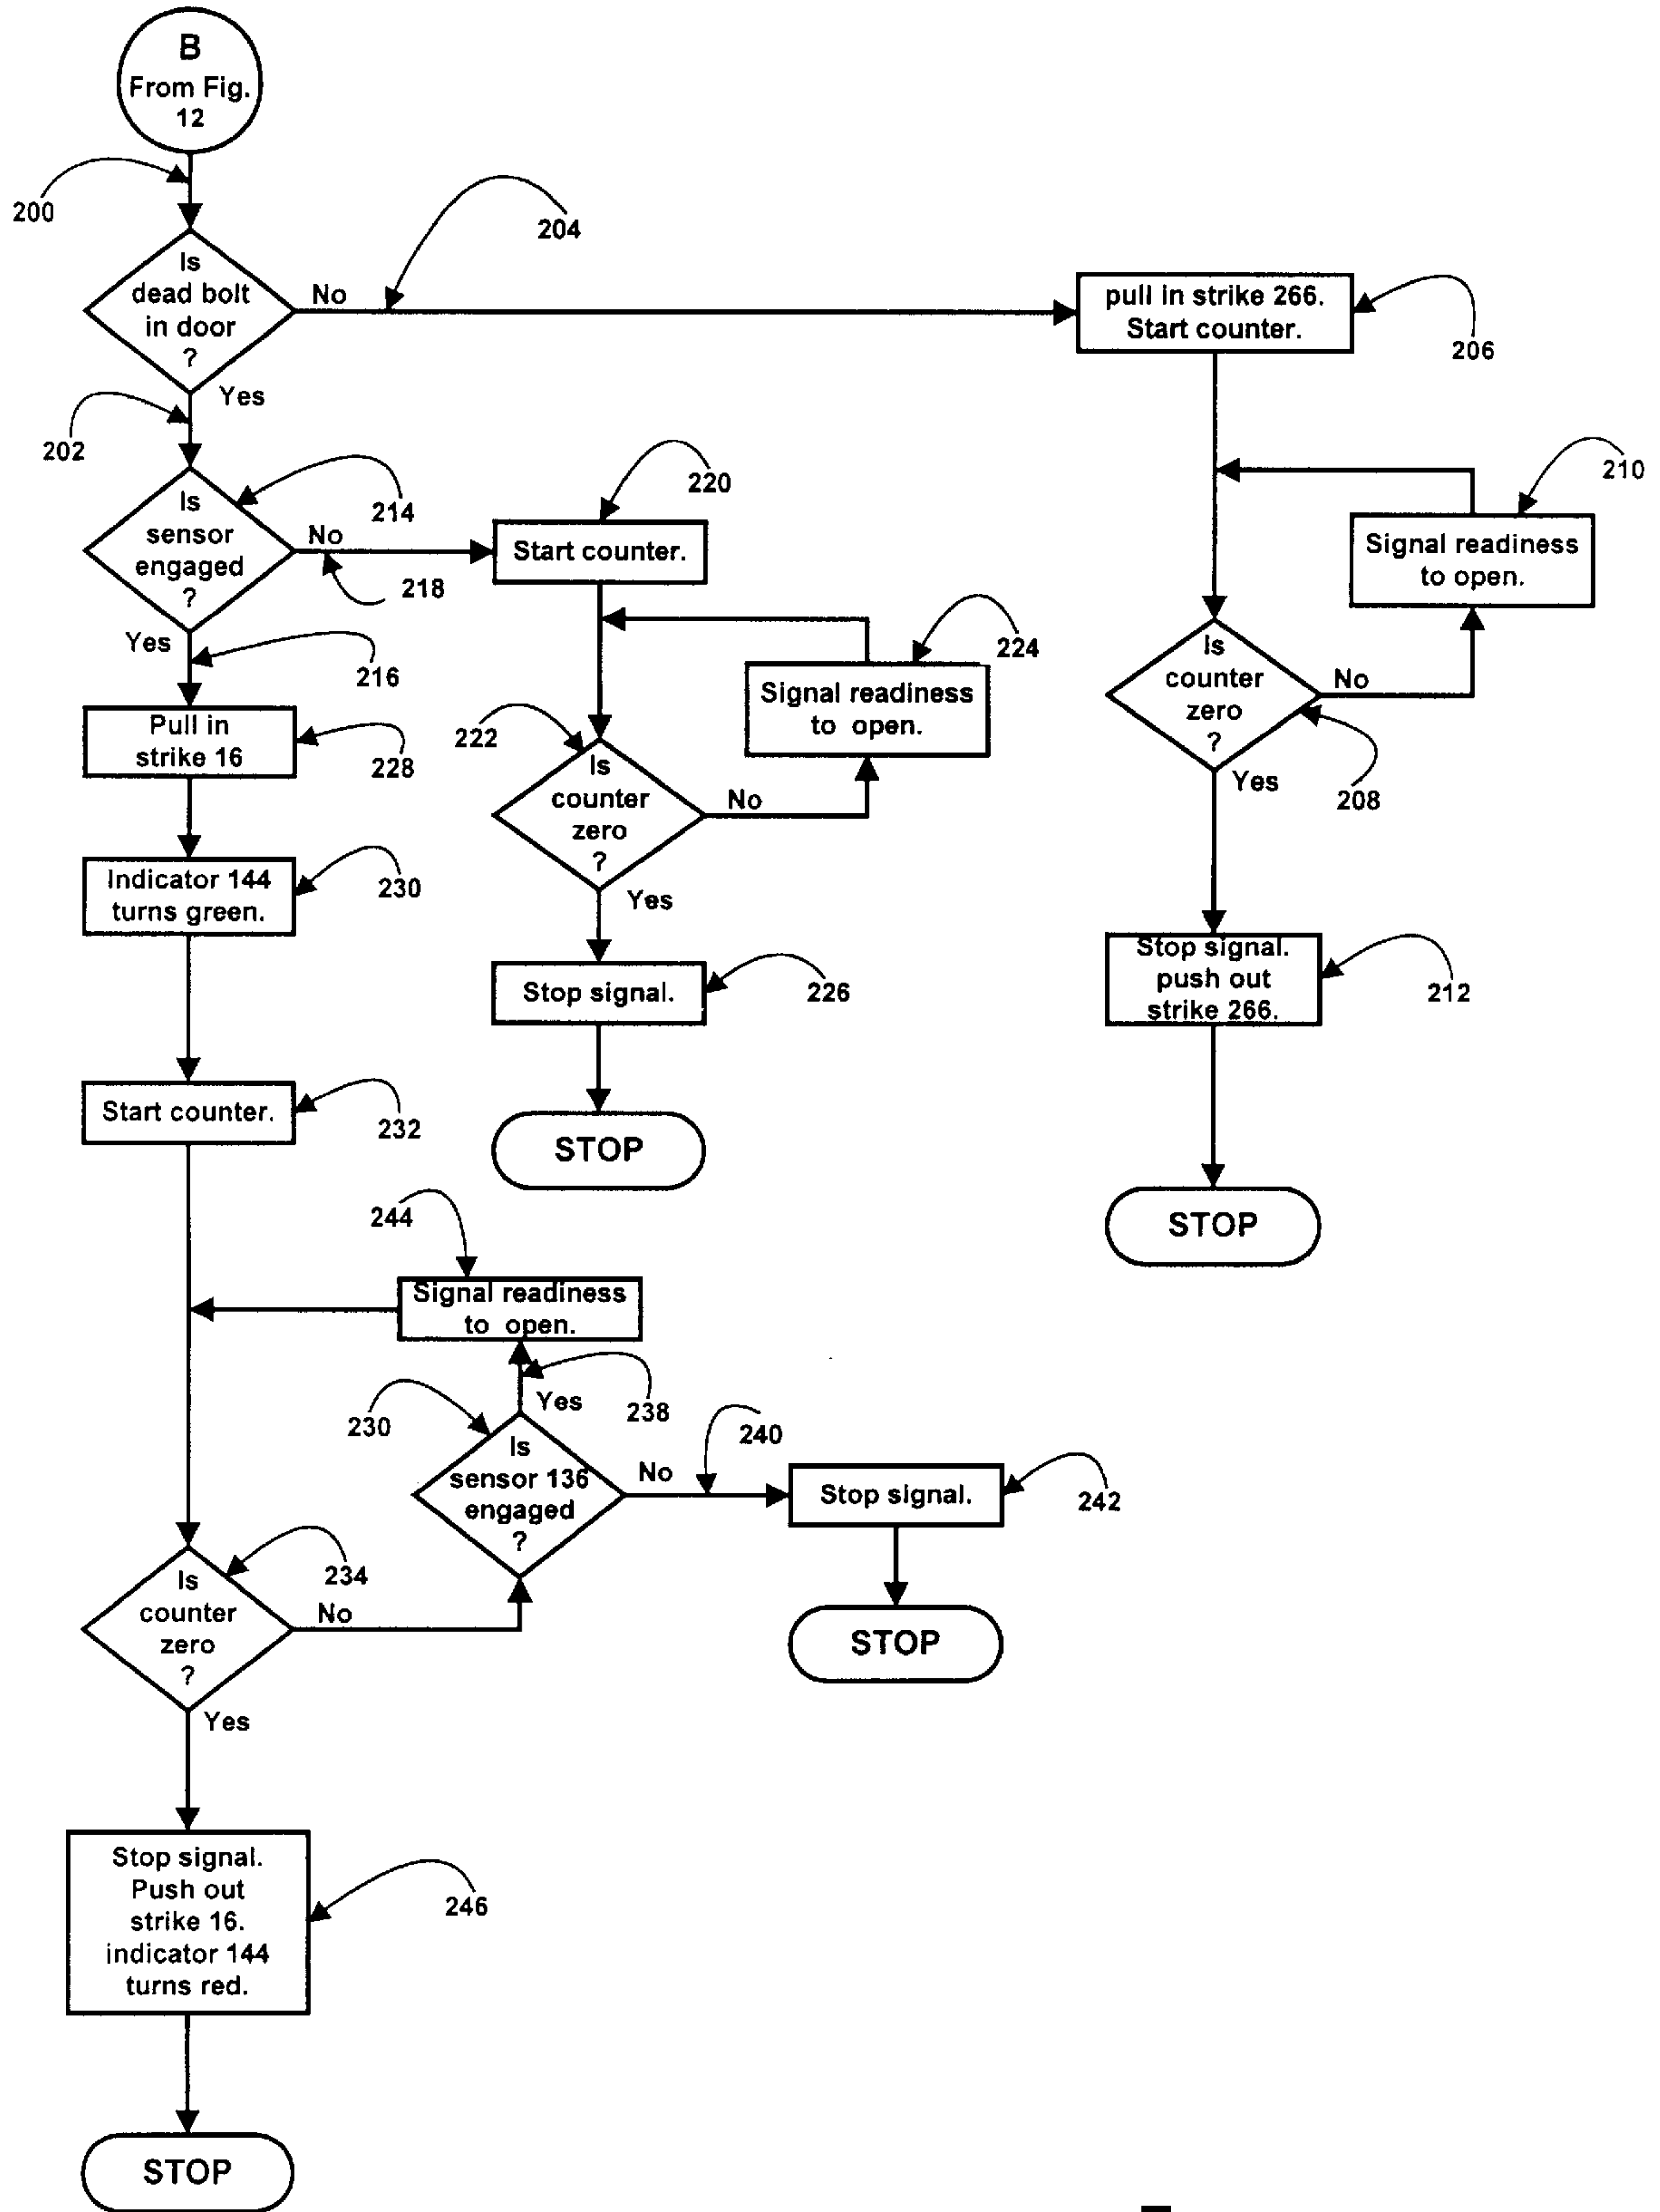 B
From Fig.
12
200
204
Is
dead bolt
in door
?
No
Yes
pull in strike 266.
Start counter.
206
202
Is
sensor
engaged
?
214
No
218
Yes
216
220
Start counter.
210
Signal readiness
to open.
224
Signal readiness
to open.
222
Is
counter
zero
?
No
Yes
Is
counter
zero
?
No
208
Yes
Pull in
strike 16
228
Indicator 144
turns green.
230
Stop signal.
226
Stop signal.
push out
strike 266.
212
Start counter.
232
STOP
STOP
244
Signal readiness
to open.
238
Yes
230
Is
sensor 136
engaged
?
No
240
Stop signal.
242
STOP
234
Is
counter
zero
?
No
Yes
Stop signal.
Push out
strike 16.
indicator 144
turns red.
246
STOP